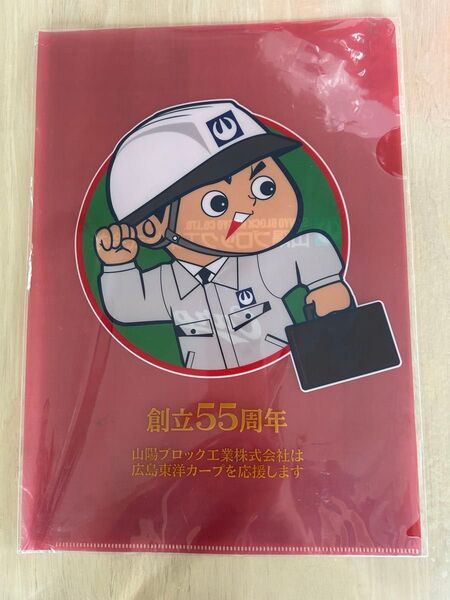 創立55周年
山陽ブロック工業株式会社は
広島東洋カープを応援します